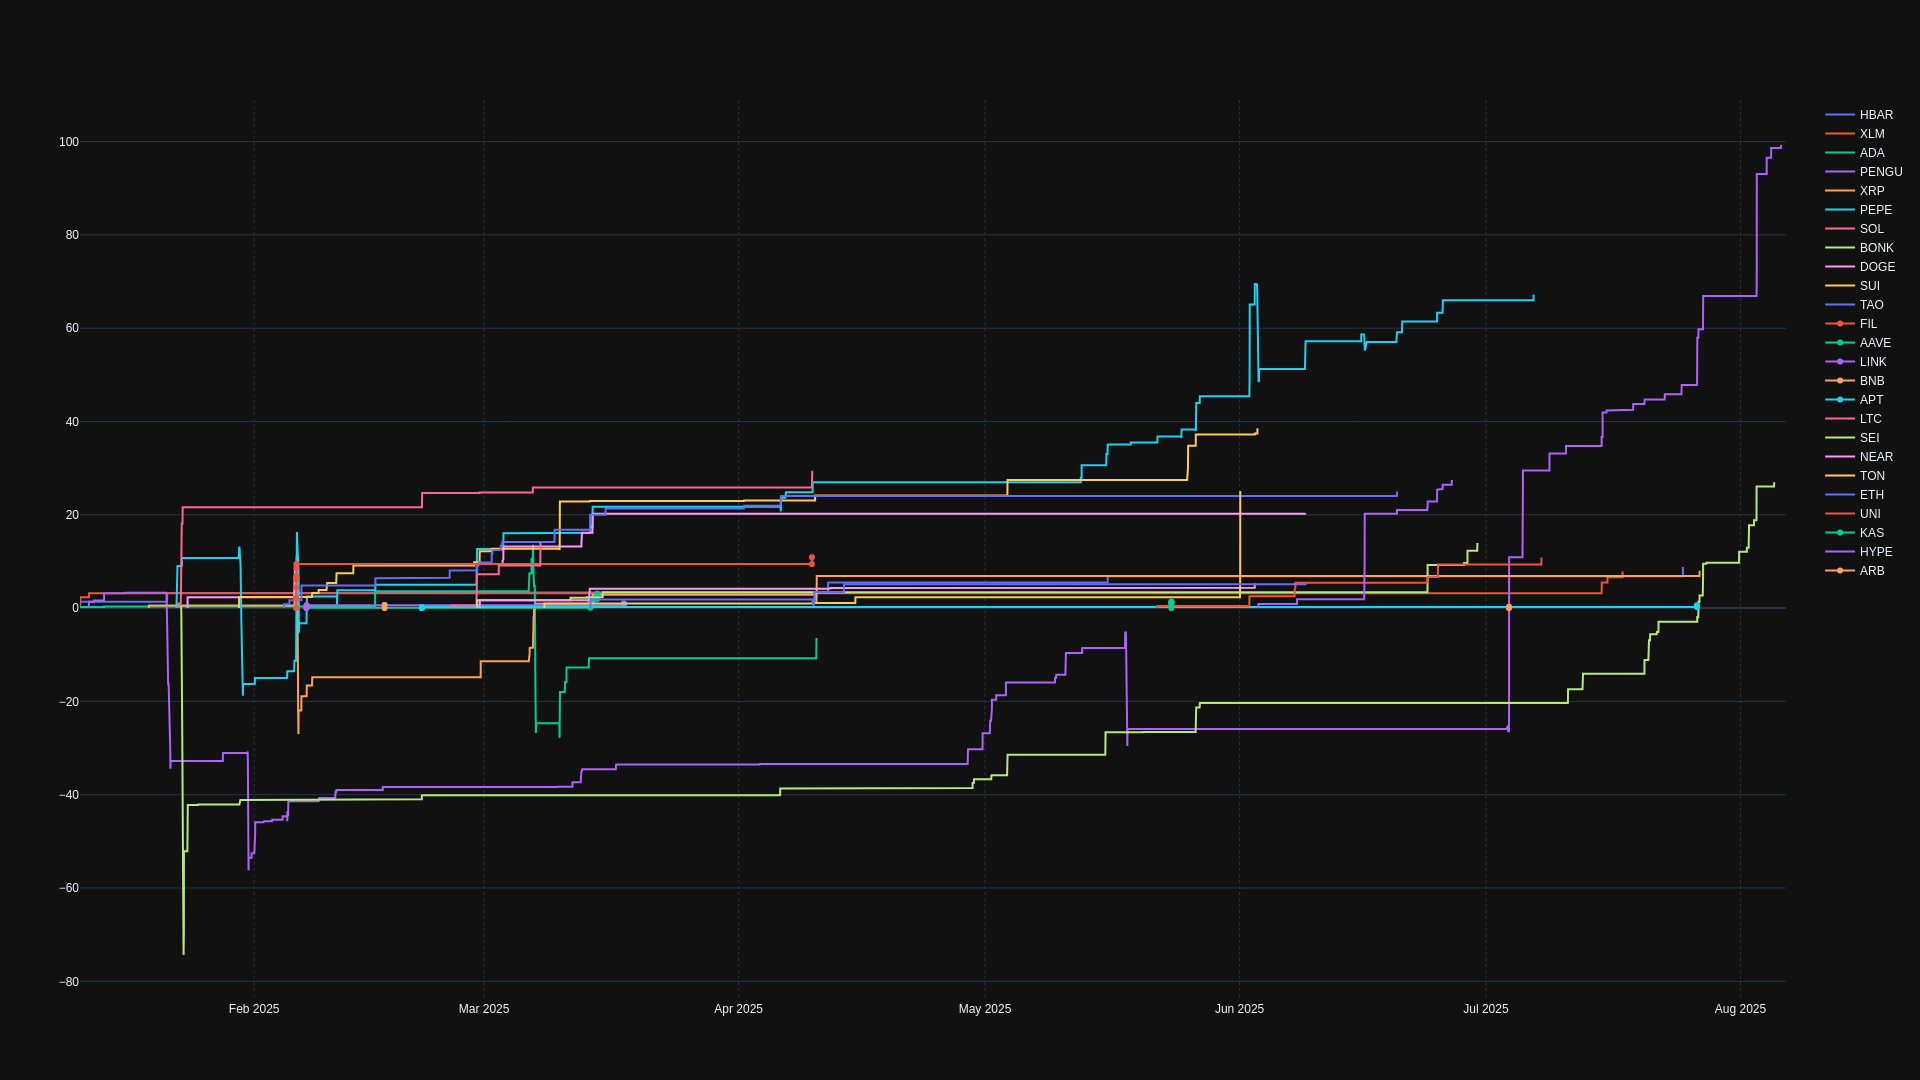 100
80
60
40
20
0
−20
−40
−60
−80
Feb 2025
Mar 2025
Apr 2025
May 2025
Jun 2025
Jul 2025
Aug 2025
HBAR
XLM
ADA
PENGU
XRP
PEPE
SOL
BONK
DOGE
SUI
TAO
FIL
AAVE
LINK
BNB
APT
LTC
SEI
NEAR
TON
ETH
UNI
KAS
HYPE
ARB